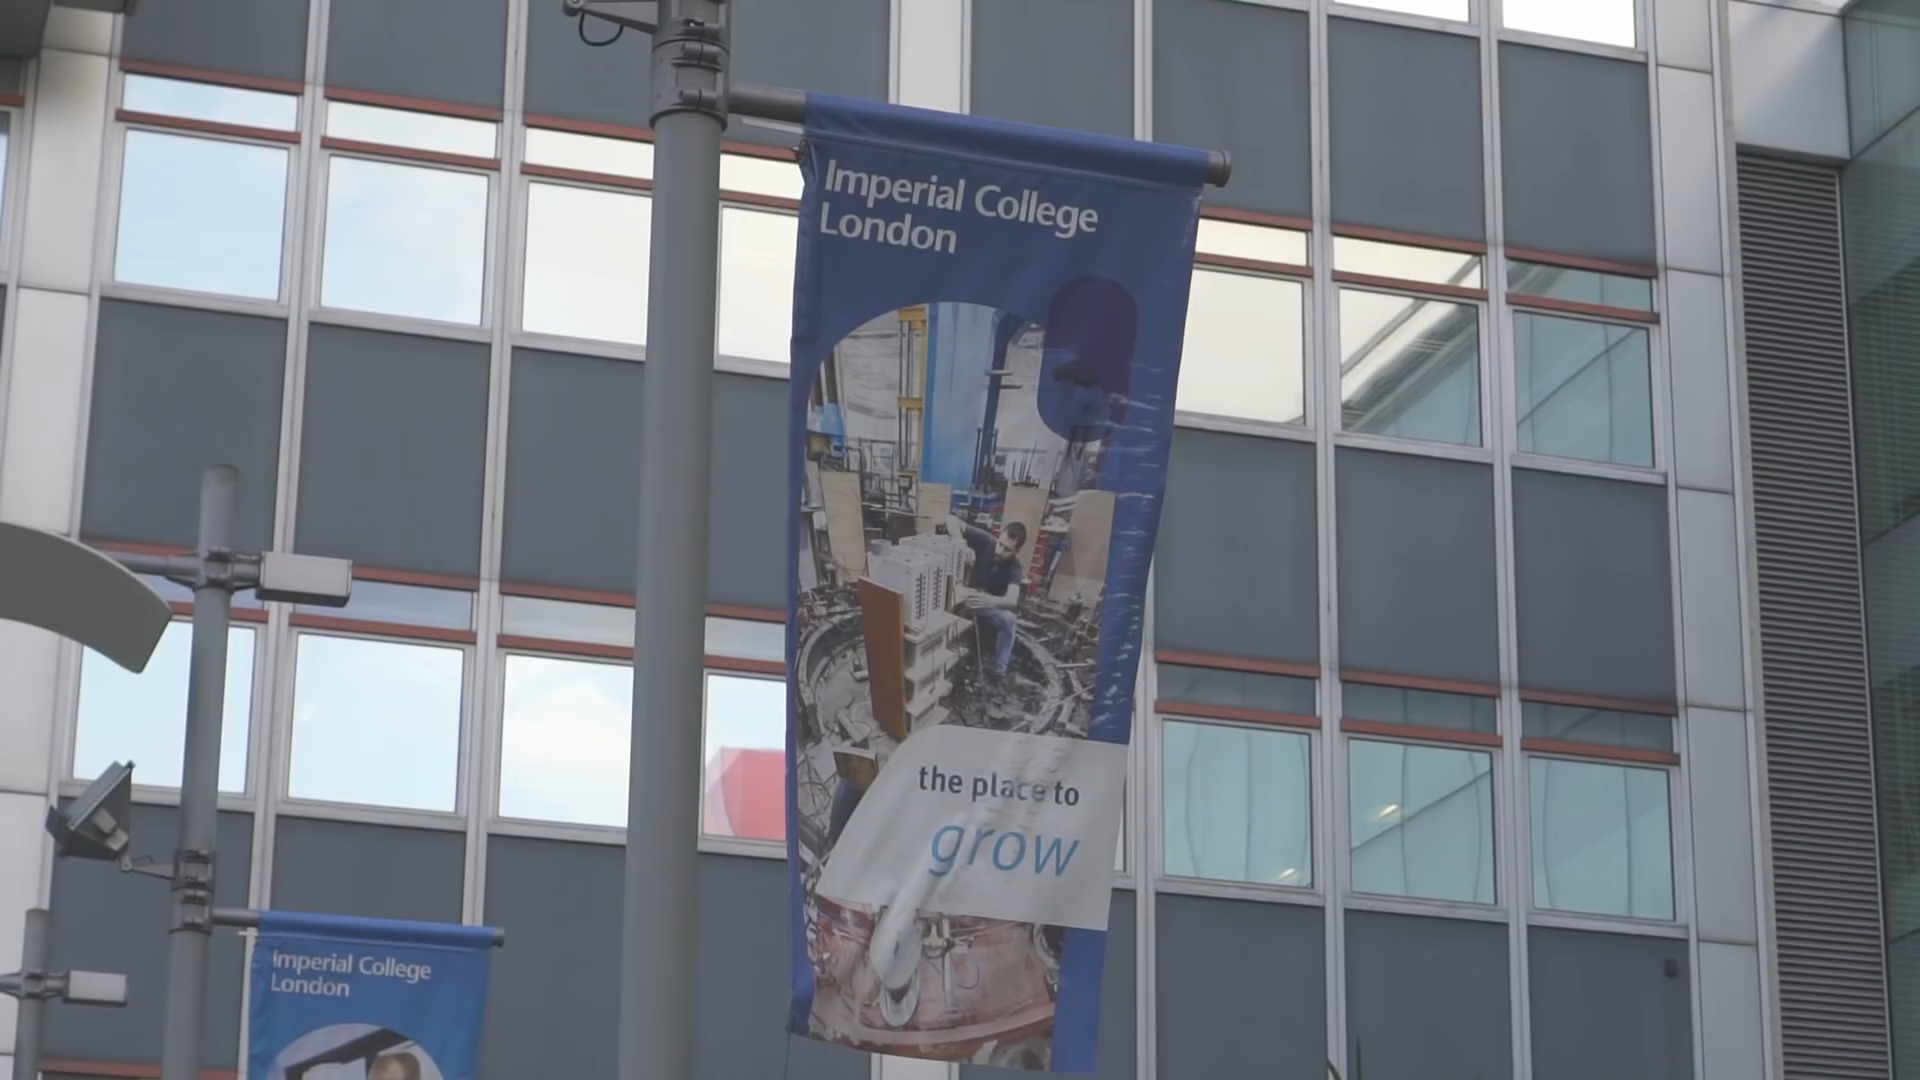 Imperial College
London
the place to
grow
Imperial College
London